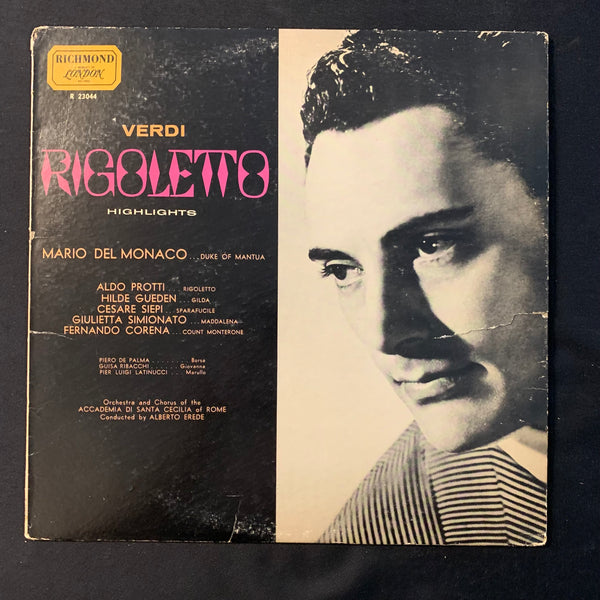 RICHMOND
LONDON
R 23044
VERDI
RIGOLETTO
HIGHLIGHTS
MARIO DEL MONACO...DUKE OF MANTUA
ALDO PROTTI...RIGOLETTO
HILDE GUEDEN...GILDA
CESARE SIEPI...SPARAFUCILE
GIULIETTA SIMIONATO...MADDALENA
FERNANDO CORENA...COUNT MONTERONE
PIERO DE PALMA........Borsa
GUISA RIBACCHI.....Giovanna
PIER LUIGI LATINUCCI...Marullo
Orchestra and Chorus of the
ACCADEMIA DI SANTA CECILIA of ROME
Conducted by ALBERTO EREDE